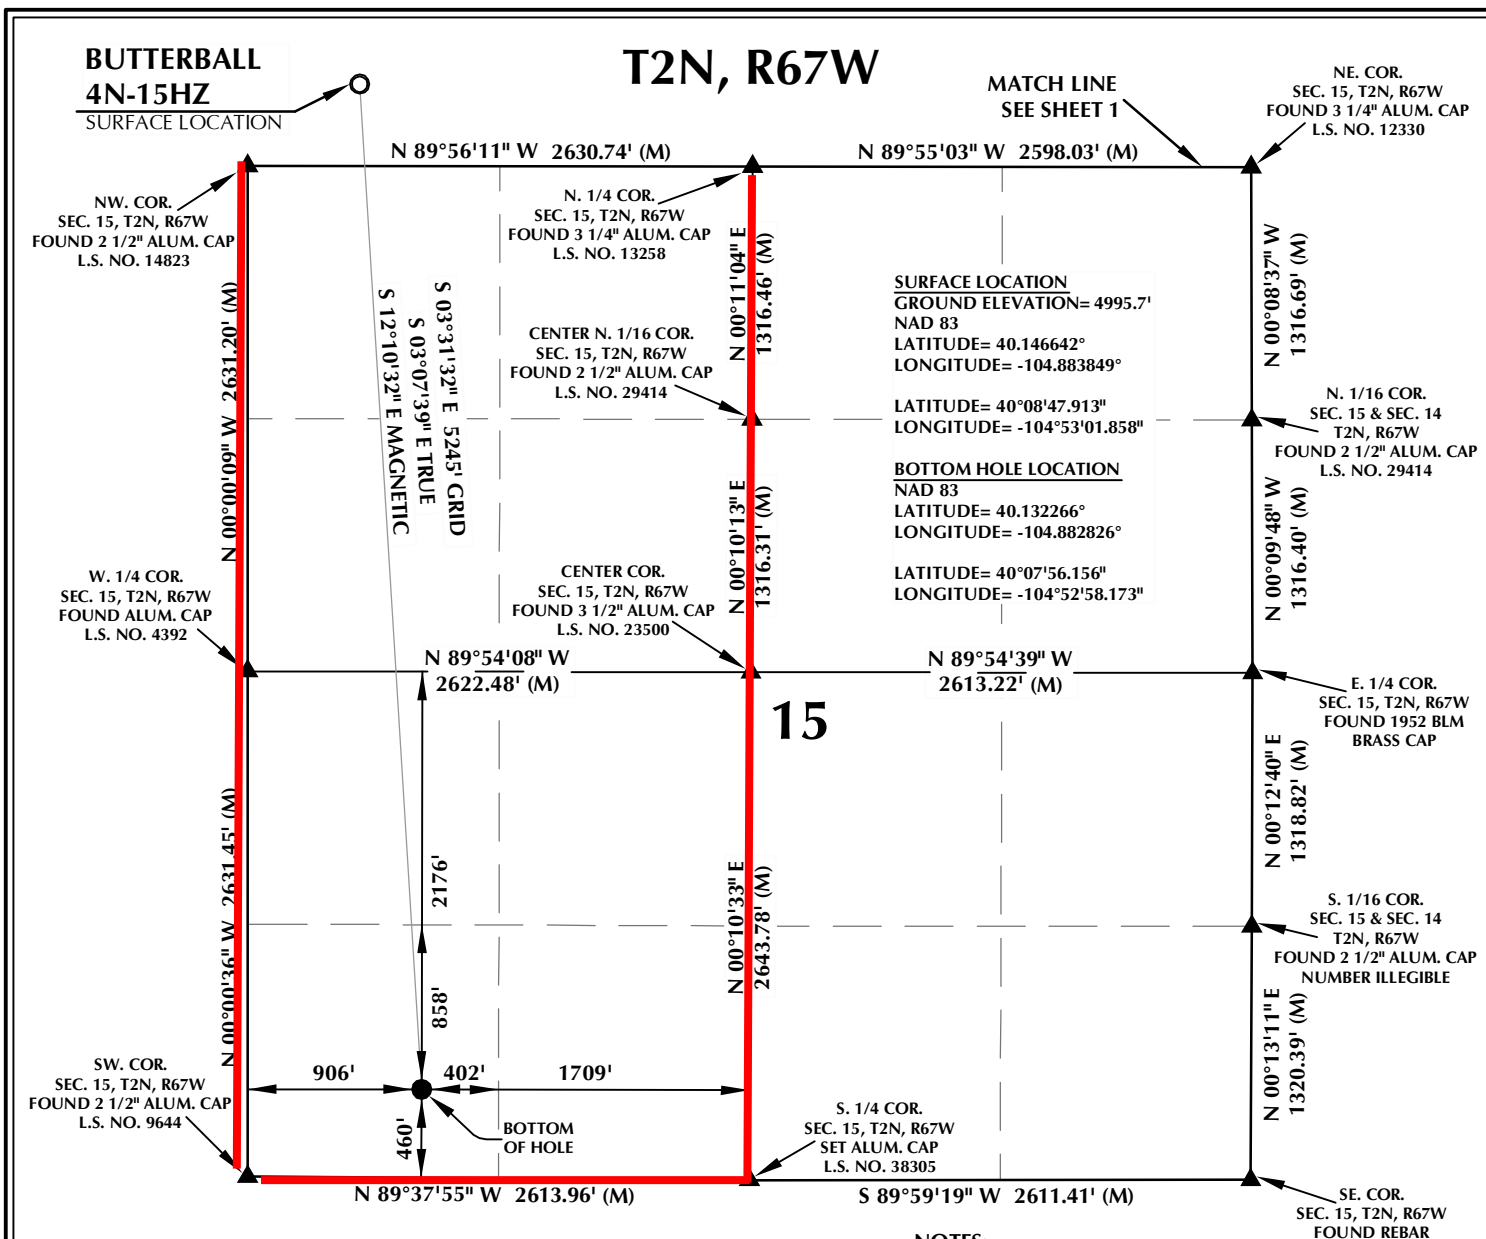 BUTTERBALL
4N-15HZ
SURFACE LOCATION
T2N, R67W
MATCH LINE
SEE SHEET 1
NE. COR.
SEC. 15, T2N, R67W
FOUND 3 1/4" ALUM. CAP
L.S. NO. 12330
N 89°56'11" W 2630.74' (M)
N 89°55'03" W 2598.03' (M)
NW. COR.
SEC. 15, T2N, R67W
FOUND 2 1/2" ALUM. CAP
L.S. NO. 14823
N. 1/4 COR.
SEC. 15, T2N, R67W
FOUND 3 1/4" ALUM. CAP
L.S. NO. 13258
N 00°11'04" E
1316.46' (M)
N 00°08'37" W
1316.69' (M)
SURFACE LOCATION
GROUND ELEVATION= 4995.7'
NAD 83
LATITUDE= 40.146642°
LONGITUDE= -104.883849°
LATITUDE= 40°08'47.913"
LONGITUDE= -104°53'01.858"
BOTTOM HOLE LOCATION
NAD 83
LATITUDE= 40.132266°
LONGITUDE= -104.882826°
LATITUDE= 40°07'56.156"
LONGITUDE= -104°52'58.173"
N 00°00'09" W 2631.20' (M)
S 03°31'32" E 5245' GRID
S 03°07'39" E TRUE
S 12°10'32" E MAGNETIC
CENTER N. 1/16 COR.
SEC. 15, T2N, R67W
FOUND 2 1/2" ALUM. CAP
L.S. NO. 29414
N. 1/16 COR.
SEC. 15 & SEC. 14
T2N, R67W
FOUND 2 1/2" ALUM. CAP
L.S. NO. 29414
N 00°10'13" E
1316.31' (M)
N 00°09'48" W
1316.40' (M)
W. 1/4 COR.
SEC. 15, T2N, R67W
FOUND ALUM. CAP
L.S. NO. 4392
CENTER COR.
SEC. 15, T2N, R67W
FOUND 3 1/2" ALUM. CAP
L.S. NO. 23500
N 89°54'08" W
2622.48' (M)
N 89°54'39" W
2613.22' (M)
E. 1/4 COR.
SEC. 15, T2N, R67W
FOUND 1952 BLM
BRASS CAP
15
N 00°12'40" E
1318.82' (M)
N 00°00'36" W 2631.45' (M)
2176'
N 00°10'33" E
2643.78' (M)
S. 1/16 COR.
SEC. 15 & SEC. 14
T2N, R67W
FOUND 2 1/2" ALUM. CAP
NUMBER ILLEGIBLE
858'
N 00°13'11" E
1320.39' (M)
SW. COR.
SEC. 15, T2N, R67W
FOUND 2 1/2" ALUM. CAP
L.S. NO. 9644
906'
402'
1709'
460'
BOTTOM
OF HOLE
S. 1/4 COR.
SEC. 15, T2N, R67W
SET ALUM. CAP
L.S. NO. 38305
N 89°37'55" W 2613.96' (M)
S 89°59'19" W 2611.41' (M)
SE. COR.
SEC. 15, T2N, R67W
FOUND REBAR
NOTES: